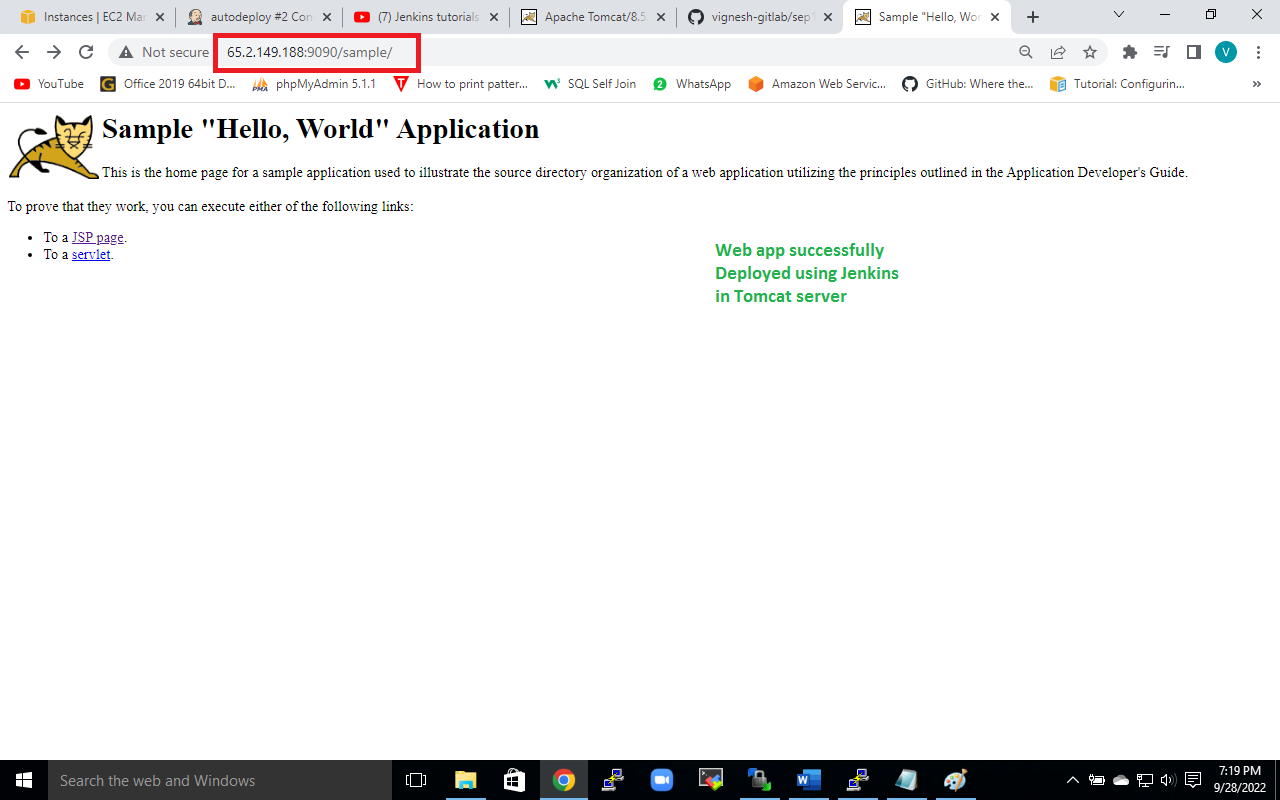 Instances | EC2 Mar
autodeploy #2 Con
(7) Jenkins tutorials
Apache Tomcat/8.5
vignesh-gitlab/sep
Sample "Hello, Wor
Not secure
65.2.149.188:9090/sample/
V
YouTube
Office 2019 64bit D...
phpMyAdmin 5.1.1
How to print patter...
SQL Self Join
WhatsApp
Amazon Web Servic...
GitHub: Where the...
Tutorial: Configurin...
»
Sample "Hello, World" Application
This is the home page for a sample application used to illustrate the source directory organization of a web application utilizing the principles outlined in the Application Developer's Guide.
To prove that they work, you can execute either of the following links:
• To a JSP page.
• To a servlet.
Web app successfully
Deployed using Jenkins
in Tomcat server
Search the web and Windows
7:19 PM
9/28/2022